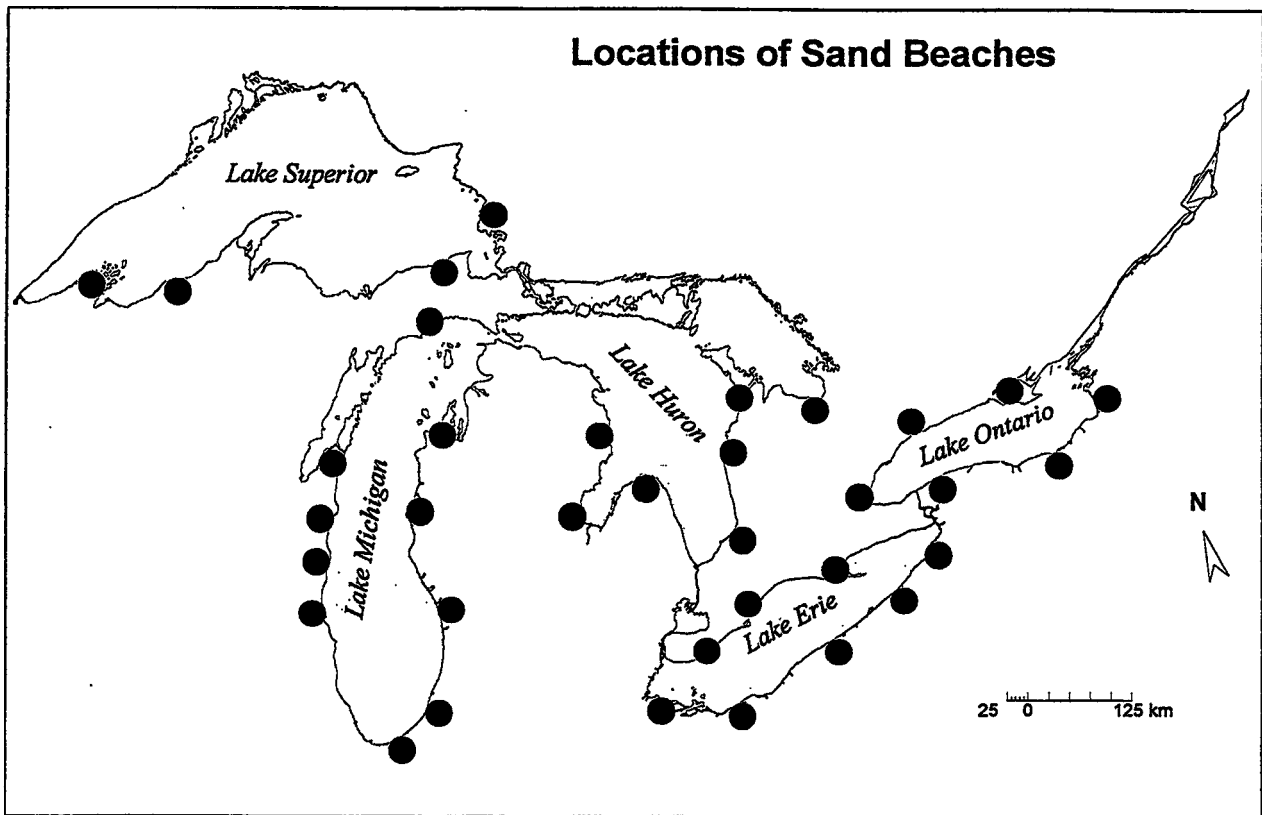 Locations of Sand Beaches
Lake Superior
Lake Huron
Lake Ontario
Lake Michigan
N
Lake Erie
25 0 125 km